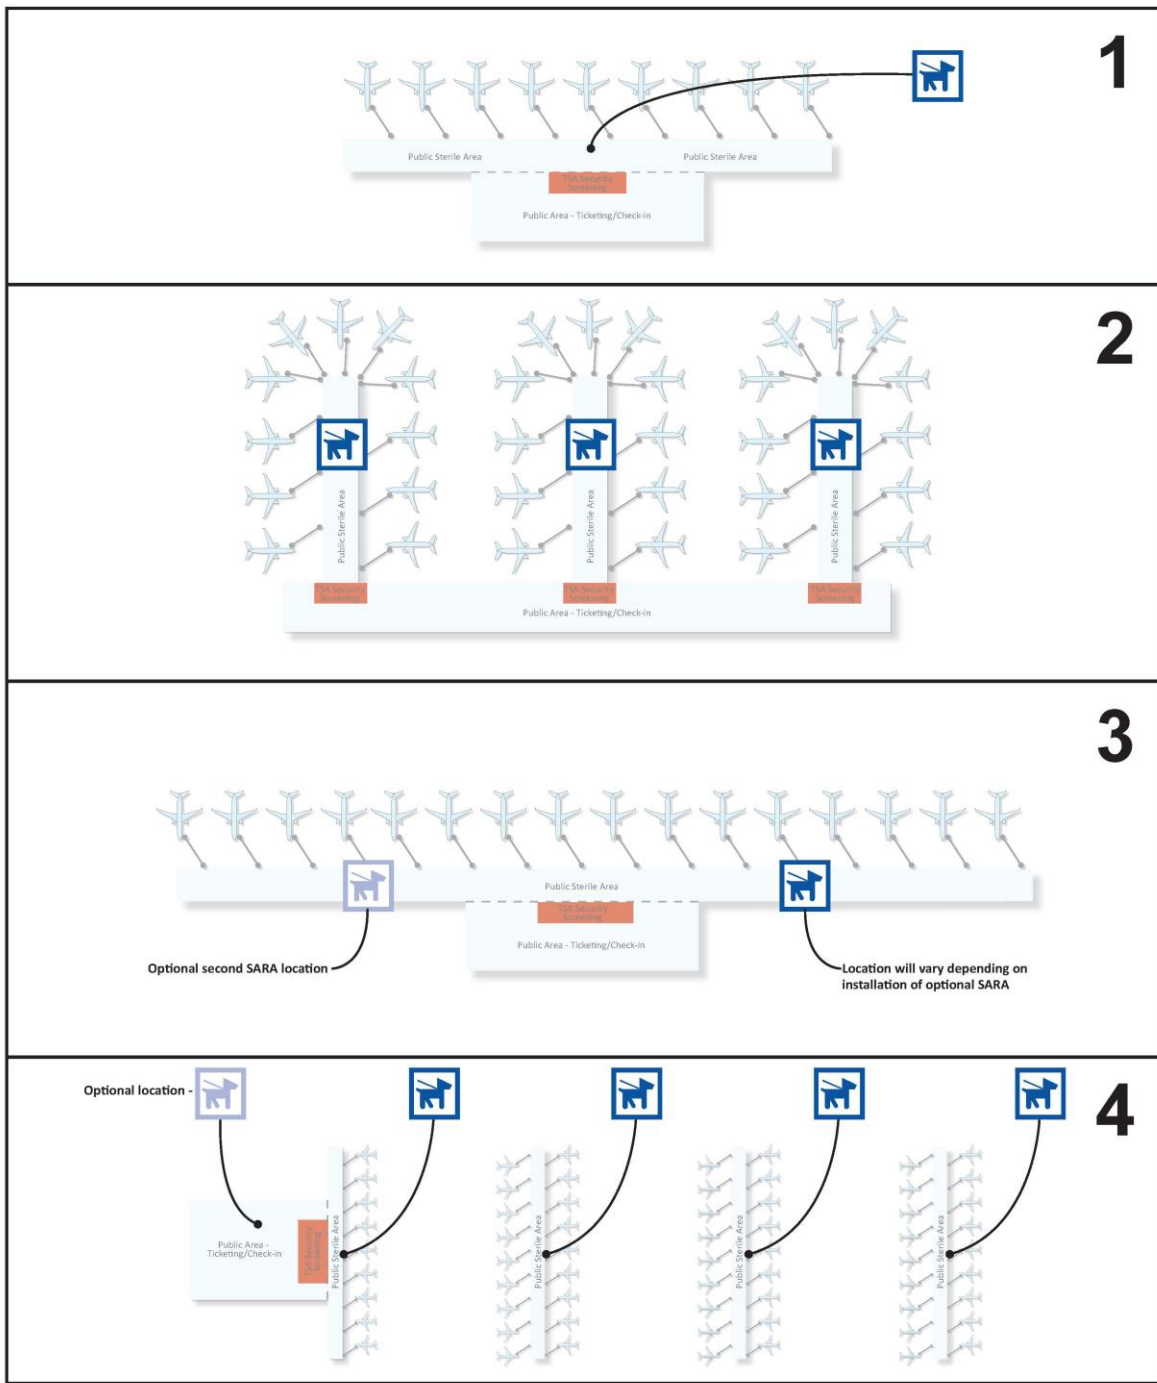 1
Public Sterile Area
Public Sterile Area
TSA Security
Screening
Public Area - Ticketing/Check-in
2
Public Sterile Area
Public Sterile Area
Public Sterile Area
TSA Security
Screening
TSA Security
Screening
TSA Security
Screening
Public Area - Ticketing/Check-in
3
Public Sterile Area
TSA Security
Screening
Public Area - Ticketing/Check-in
Optional second SARA location
Location will vary depending on
installation of optional SARA
4
Optional location -
Public Area -
Ticketing/Check-in
TSA Security
Screening
Public Sterile Area
Public Sterile Area
Public Sterile Area
Public Sterile Area